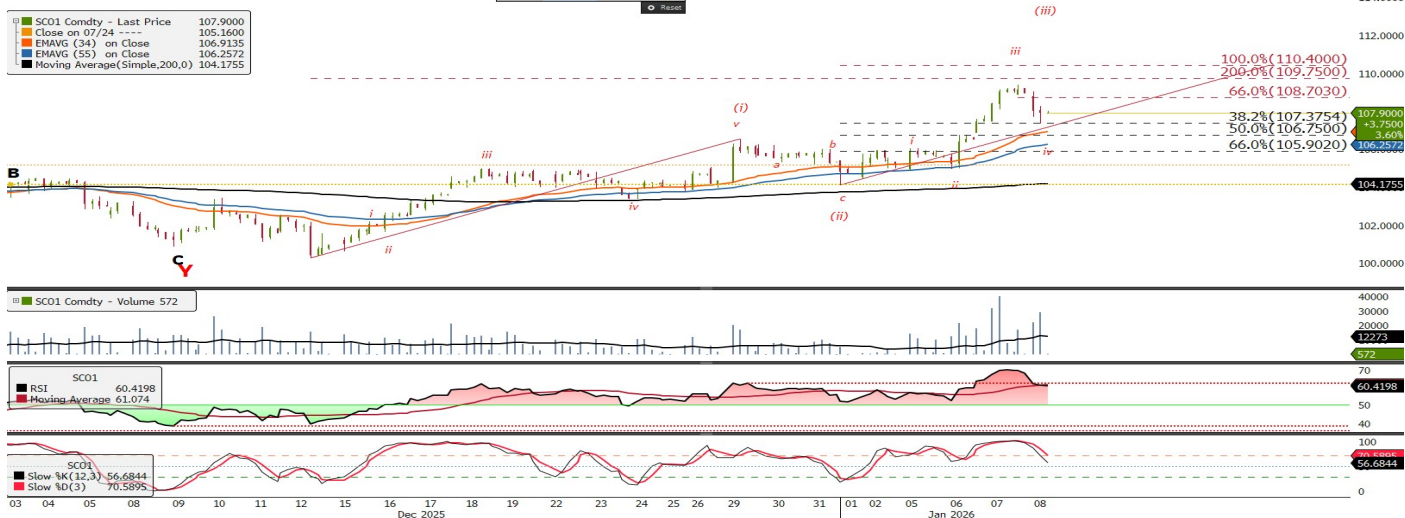 Reset
SCO1 Comdty - Last Price 107.9000
Close on 07/24 ---- 105.1600
EMAVG (34) on Close 106.9135
EMAVG (55) on Close 106.2572
Moving Average(Simple,200,0) 104.1755
(iii)
112.0000
iii
100.0%(110.4000)
110.0000
200.0%(109.7500)
66.0%(108.7030)
(i)
107.9000
38.2%(107.3754)
+3.7500
v
50.0%(106.7500)
3.60%
b
i
66.0%(105.9020)
iv
106.2572
iii
a
B
ii
104.1755
iv
c
i
(ii)
102.0000
ii
C
Y
100.0000
SCO1 Comdty - Volume 572
40000
30000
20000
12273
572
SCO1
RSI 60.4198
Moving Average 61.074
70
60.4198
50
40
SCO1
Slow %K(12,3) 56.6844
Slow %D(3) 70.5895
100
70.5895
56.6844
0
03 04 05 08 09 10 11 12 15 16 17 18 19 22 23 24 25 26 29 30 31 01 02 05 06 07 08
Dec 2025 Jan 2026